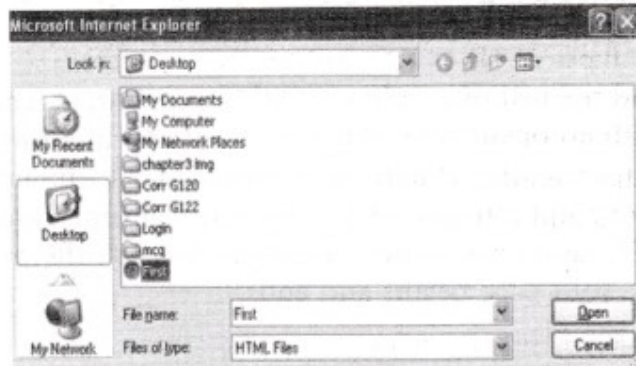 Microsoft Internet Explorer
Look in: Desktop
My Recent Documents
Desktop
My Network
My Documents
My Computer
My Network Places
chapter3 img
Corr G120
Corr G122
Login
mcq
First
File name: First Open
Files of type: HTML Files Cancel